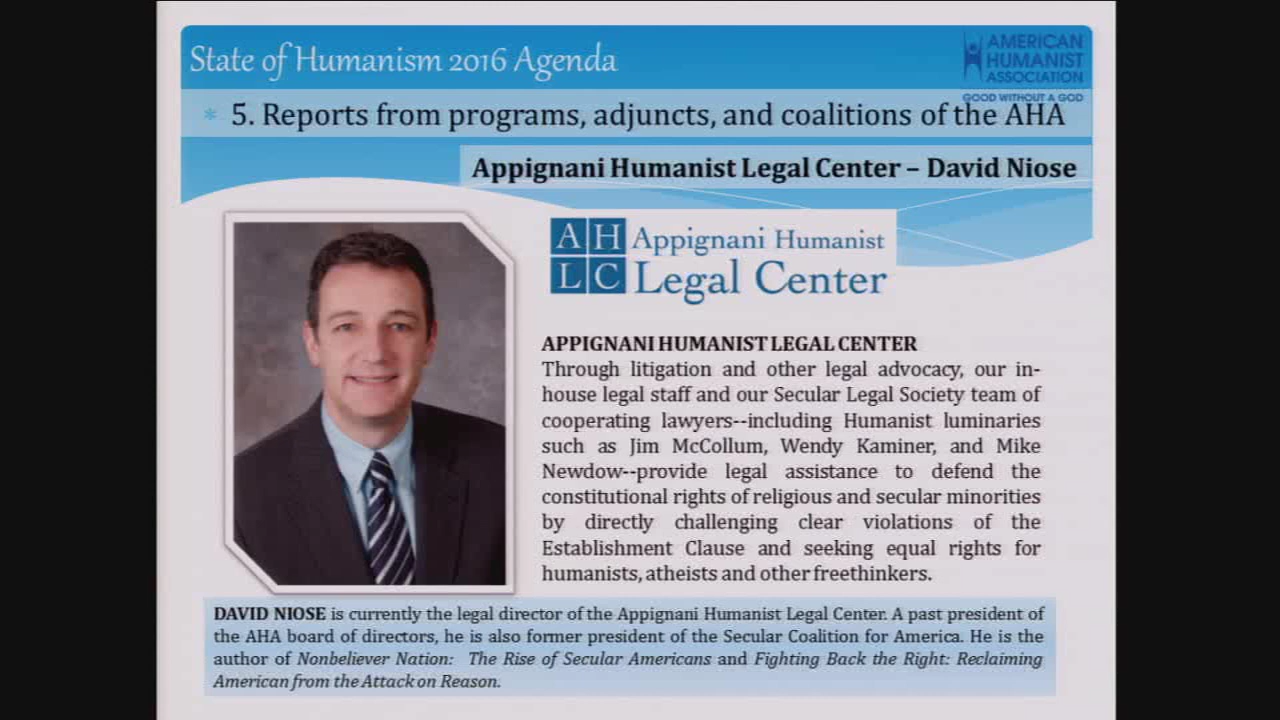 State of Humanism 2016 Agenda
AMERICAN
HUMANIST
ASSOCIATION
GOOD WITHOUT A GOD
* 5. Reports from programs, adjuncts, and coalitions of the AHA
Appignani Humanist Legal Center – David Niose
AH
LC
Appignani Humanist
Legal Center
APPIGNANI HUMANIST LEGAL CENTER
Through litigation and other legal advocacy, our in-
house legal staff and our Secular Legal Society team of
cooperating lawyers--including Humanist luminaries
such as Jim McCollum, Wendy Kaminer, and Mike
Newdow--provide legal assistance to defend the
constitutional rights of religious and secular minorities
by directly challenging clear violations of the
Establishment Clause and seeking equal rights for
humanists, atheists and other freethinkers.
DAVID NIOSE is currently the legal director of the Appignani Humanist Legal Center. A past president of
the AHA board of directors, he is also former president of the Secular Coalition for America. He is the
author of Nonbeliever Nation: The Rise of Secular Americans and Fighting Back the Right: Reclaiming
American from the Attack on Reason.